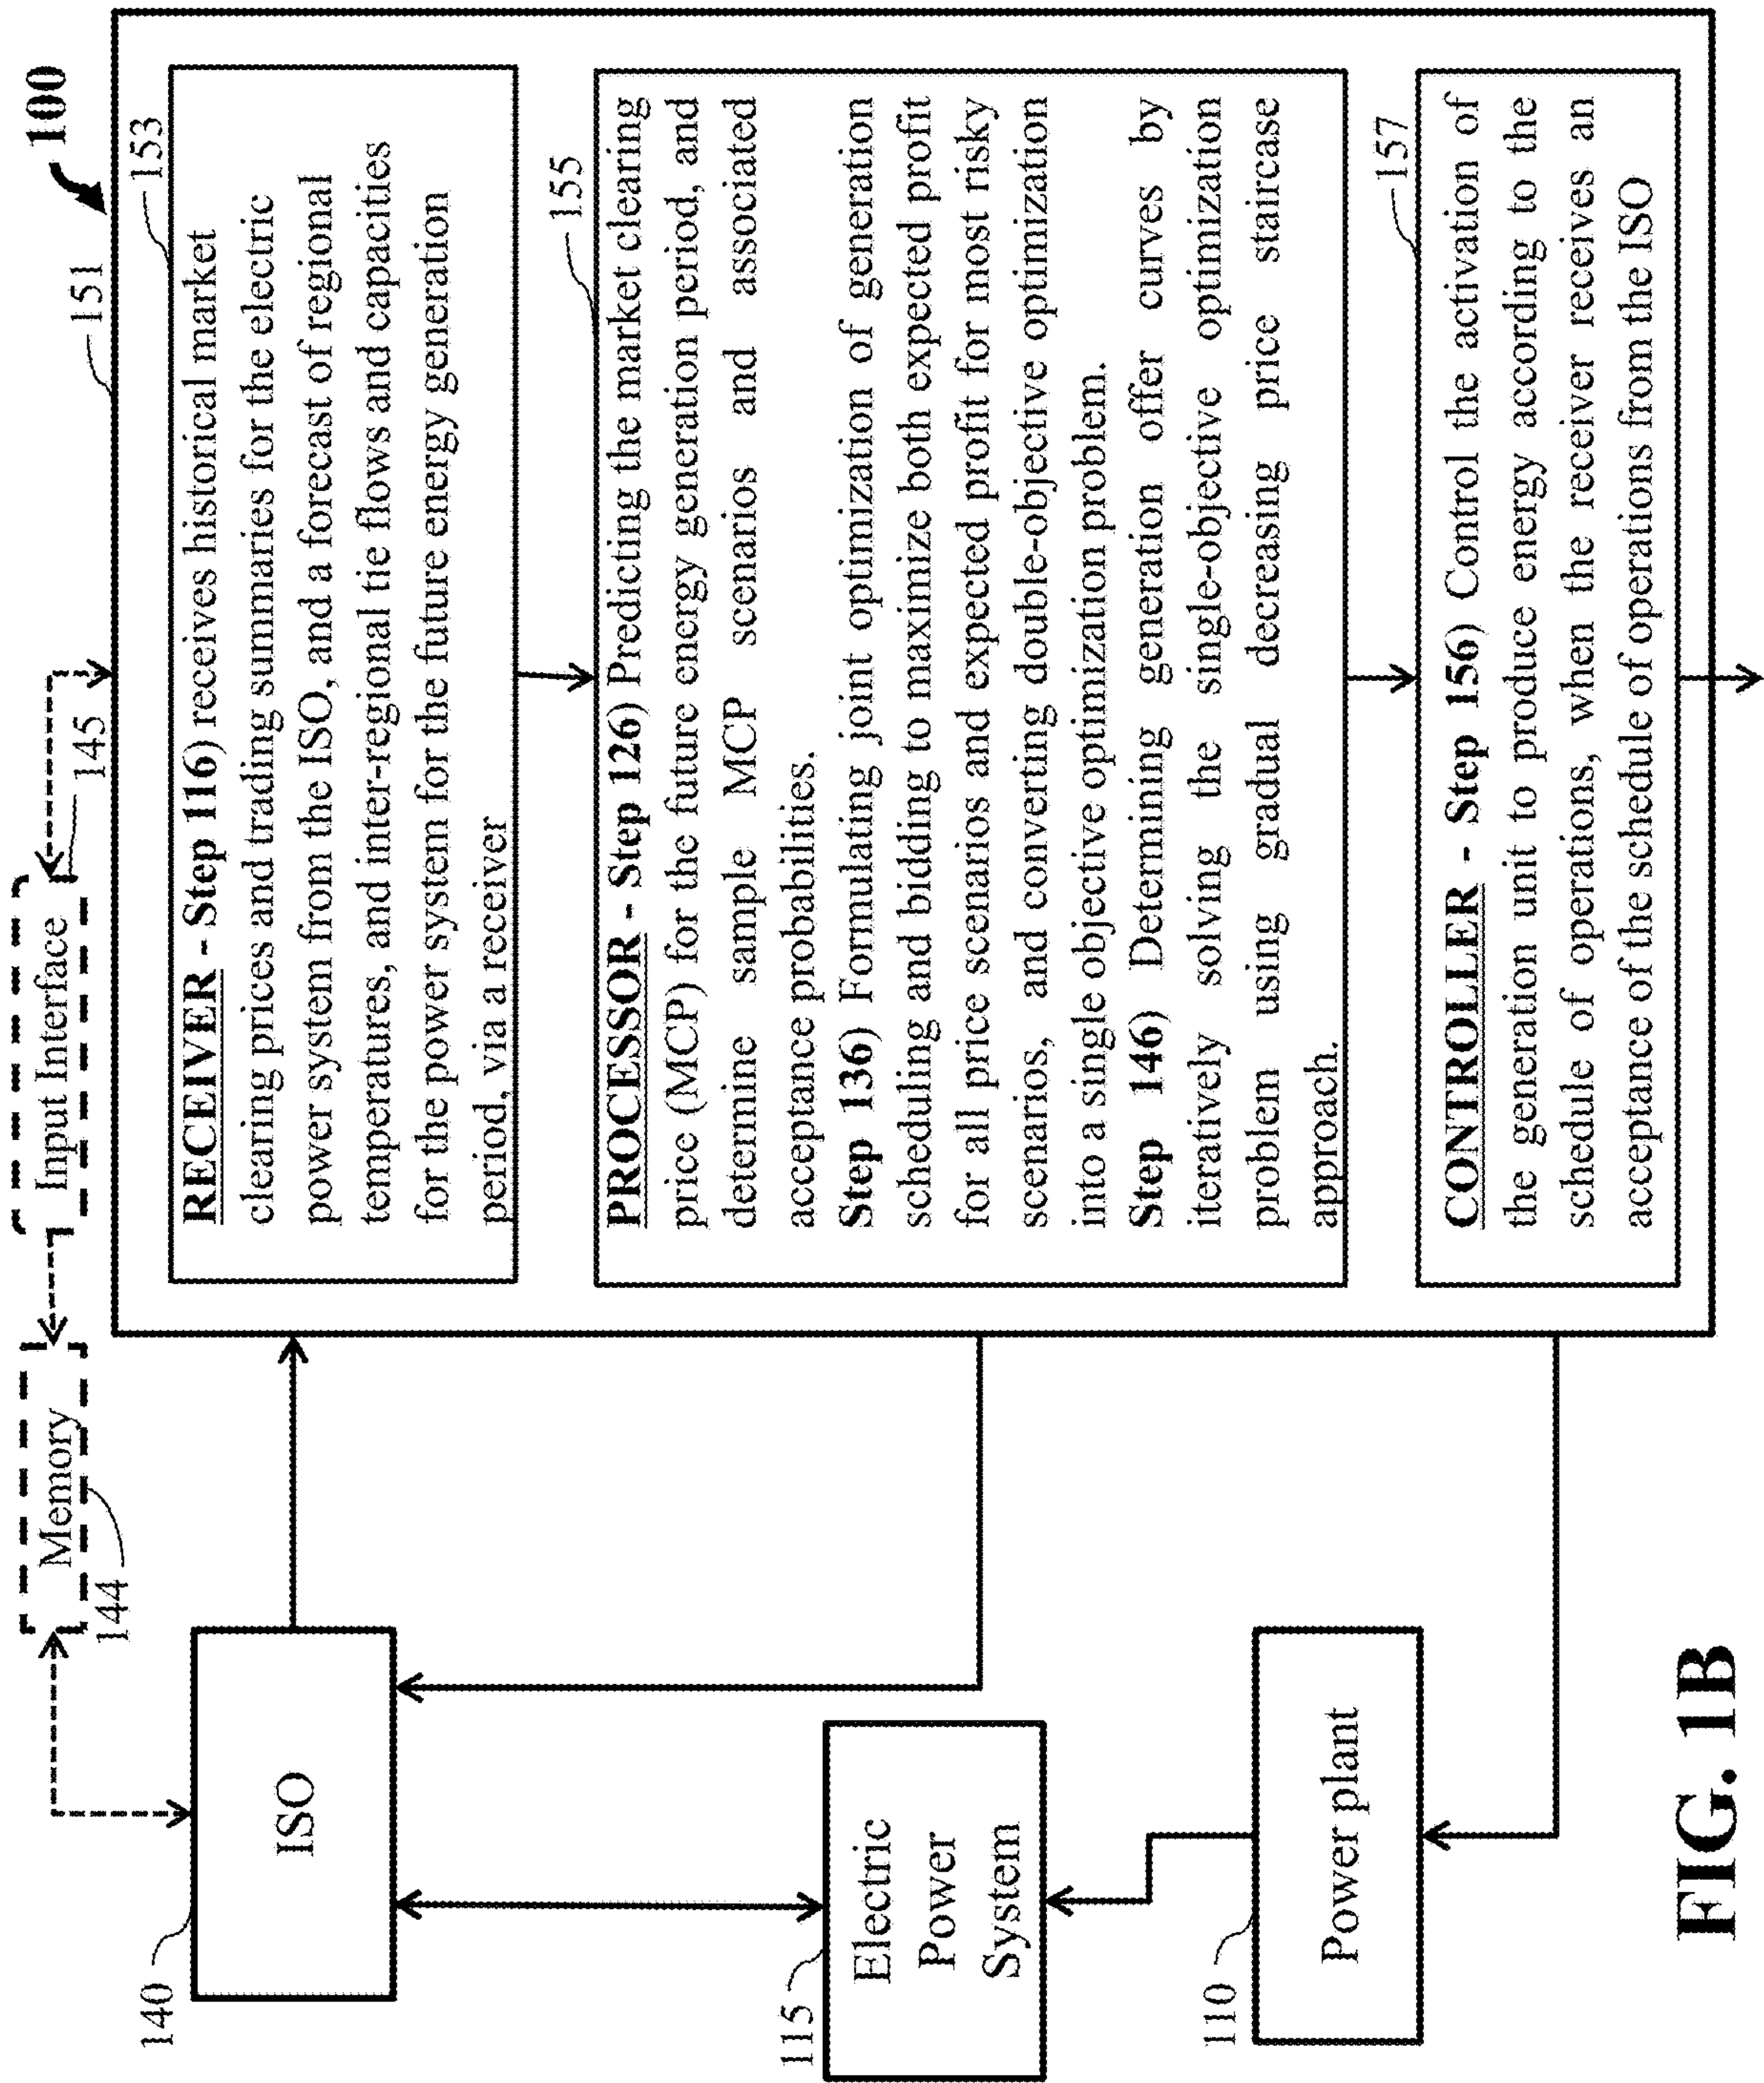 100
151
153
RECEIVER - Step 116) receives historical market
clearing prices and trading summaries for the electric
power system from the ISO, and a forecast of regional
temperatures, and inter-regional tie flows and capacities
for the power system for the future energy generation
period, via a receiver
155
PROCESSOR - Step 126) Predicting the market clearing
price (MCP) for the future energy generation period, and
determine sample MCP scenarios and associated
acceptance probabilities.
Step 136) Formulating joint optimization of generation
scheduling and bidding to maximize both expected profit
for all price scenarios and expected profit for most risky
scenarios, and converting double-objective optimization
into a single objective optimization problem.
Step 146) Determining generation offer curves by
iteratively solving the single-objective optimization
problem using gradual decreasing price staircase
approach.
157
CONTROLLER - Step 156) Control the activation of
the generation unit to produce energy according to the
schedule of operations, when the receiver receives an
acceptance of the schedule of operations from the ISO
Input Interface
145
Memory
144
ISO
140
Electric
Power
System
115
Power plant
110
FIG. 1B